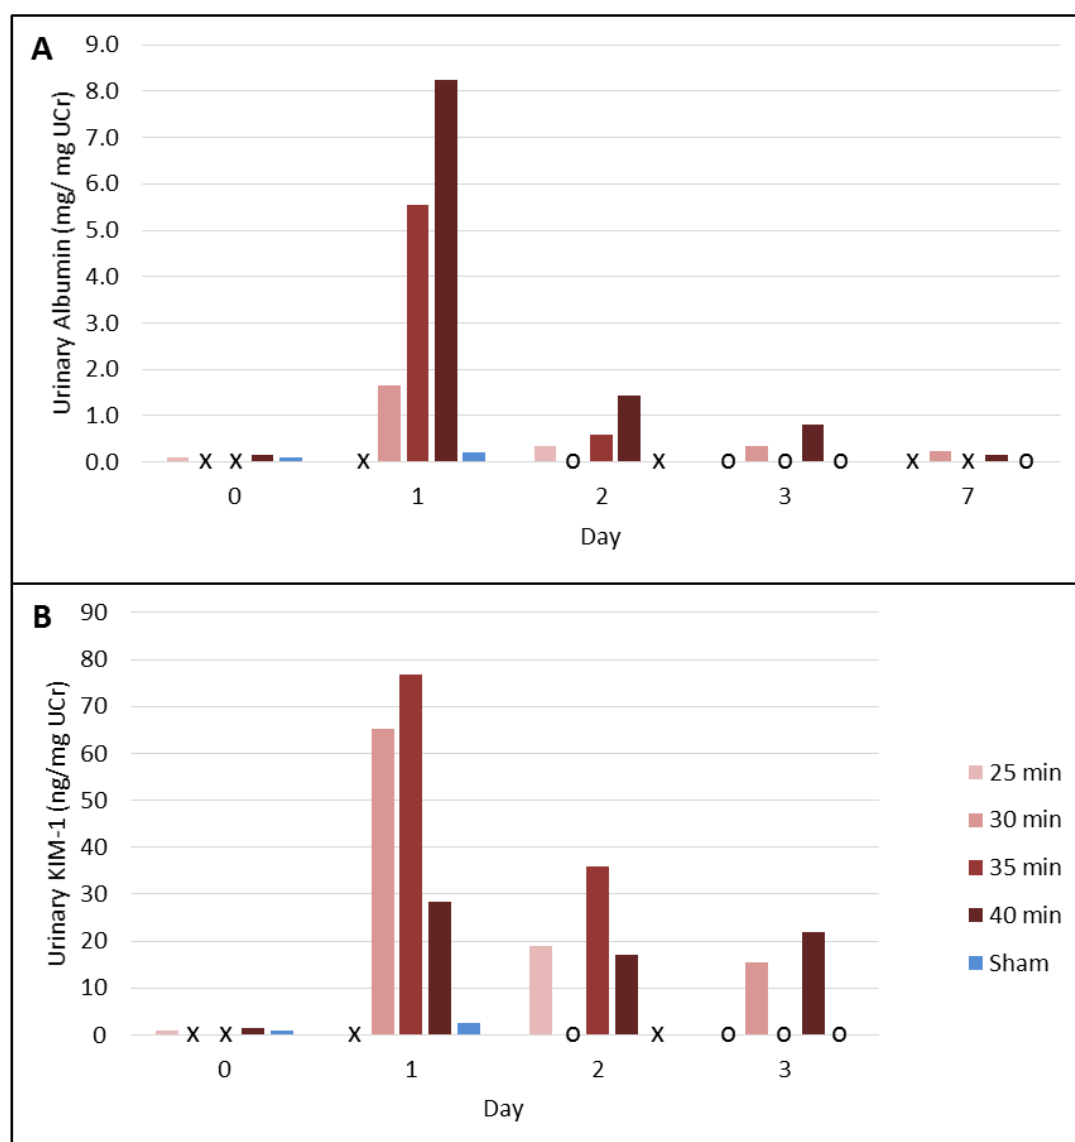 A
Urinary Albumin (mg/ mg UCr)
9.0
8.0
7.0
6.0
5.0
4.0
3.0
2.0
1.0
0.0
X X X O X O O O X X O
0 1 2 3 7
Day
B
Urinary KIM-1 (ng/mg UCr)
90
80
70
60
50
40
30
20
10
0
X X X O X O O O
0 1 2 3
Day
25 min
30 min
35 min
40 min
Sham